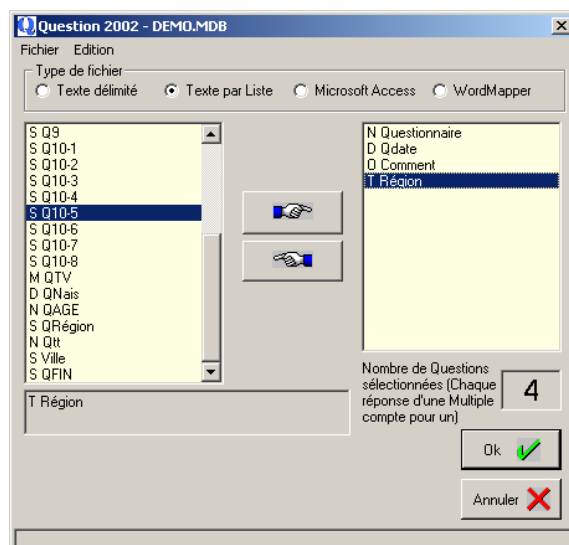 Question 2002 - DEMO.MDB
Fichier Edition
Type de fichier
Texte délimité Texte par Liste Microsoft Access WordMapper
S Q9
S Q10-1
S Q10-2
S Q10-3
S Q10-4
S Q10-5
S Q10-6
S Q10-7
S Q10-8
M QTV
D QNais
N QAGE
S QRégion
N Qtt
S Ville
S QFIN
N Questionnaire
D Qdate
O Comment
T Région
T Région
Nombre de Questions
sélectionnées (Chaque
réponse d'une Multiple
compte pour un)
4
Ok
Annuler